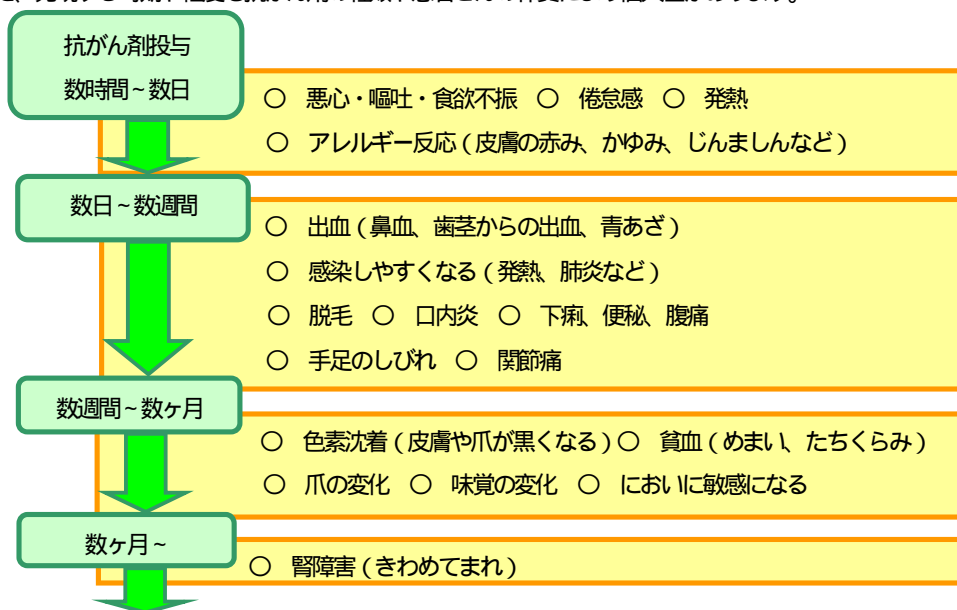 抗がん剤投与
数時間~数日
○ 悪心・嘔吐・食欲不振 ○ 倦怠感 ○ 発熱
○ アレルギー反応(皮膚の赤み、かゆみ、じんましんなど)
数日~数週間
○ 出血(鼻血、歯茎からの出血、青あざ)
○ 感染しやすくなる(発熱、肺炎など)
○ 脱毛 ○ 口内炎 ○ 下痢、便秘、腹痛
○ 手足のしびれ ○ 関節痛
数週間~数ヶ月
○ 色素沈着(皮膚や爪が黒くなる)○ 貧血(めまい、たちくらみ)
○ 爪の変化 ○ 味覚の変化 ○ においに敏感になる
数ヶ月~
○ 腎障害(きわめてまれ)